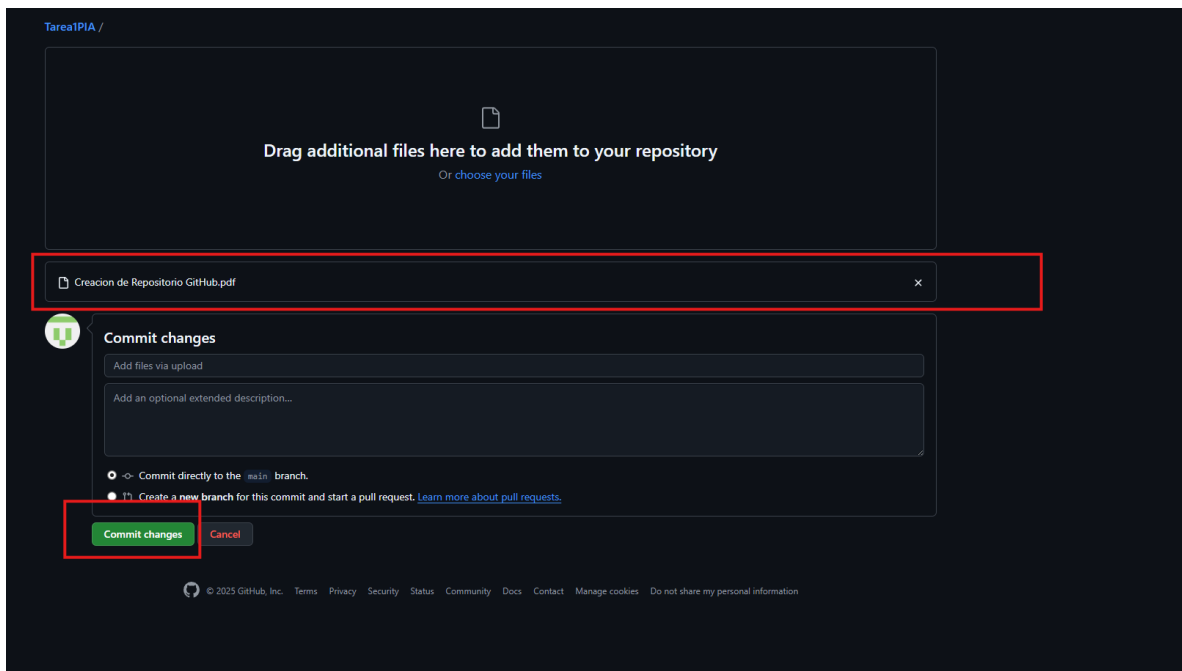 Tarea1PIA /
Drag additional files here to add them to your repository
Or choose your files
Creacion de Repositorio GitHub.pdf
Commit changes
Add files via upload
Add an optional extended description...
Commit directly to the main branch.
Create a new branch for this commit and start a pull request. Learn more about pull requests.
Commit changes Cancel
© 2025 GitHub, Inc. Terms Privacy Security Status Community Docs Contact Manage cookies Do not share my personal information